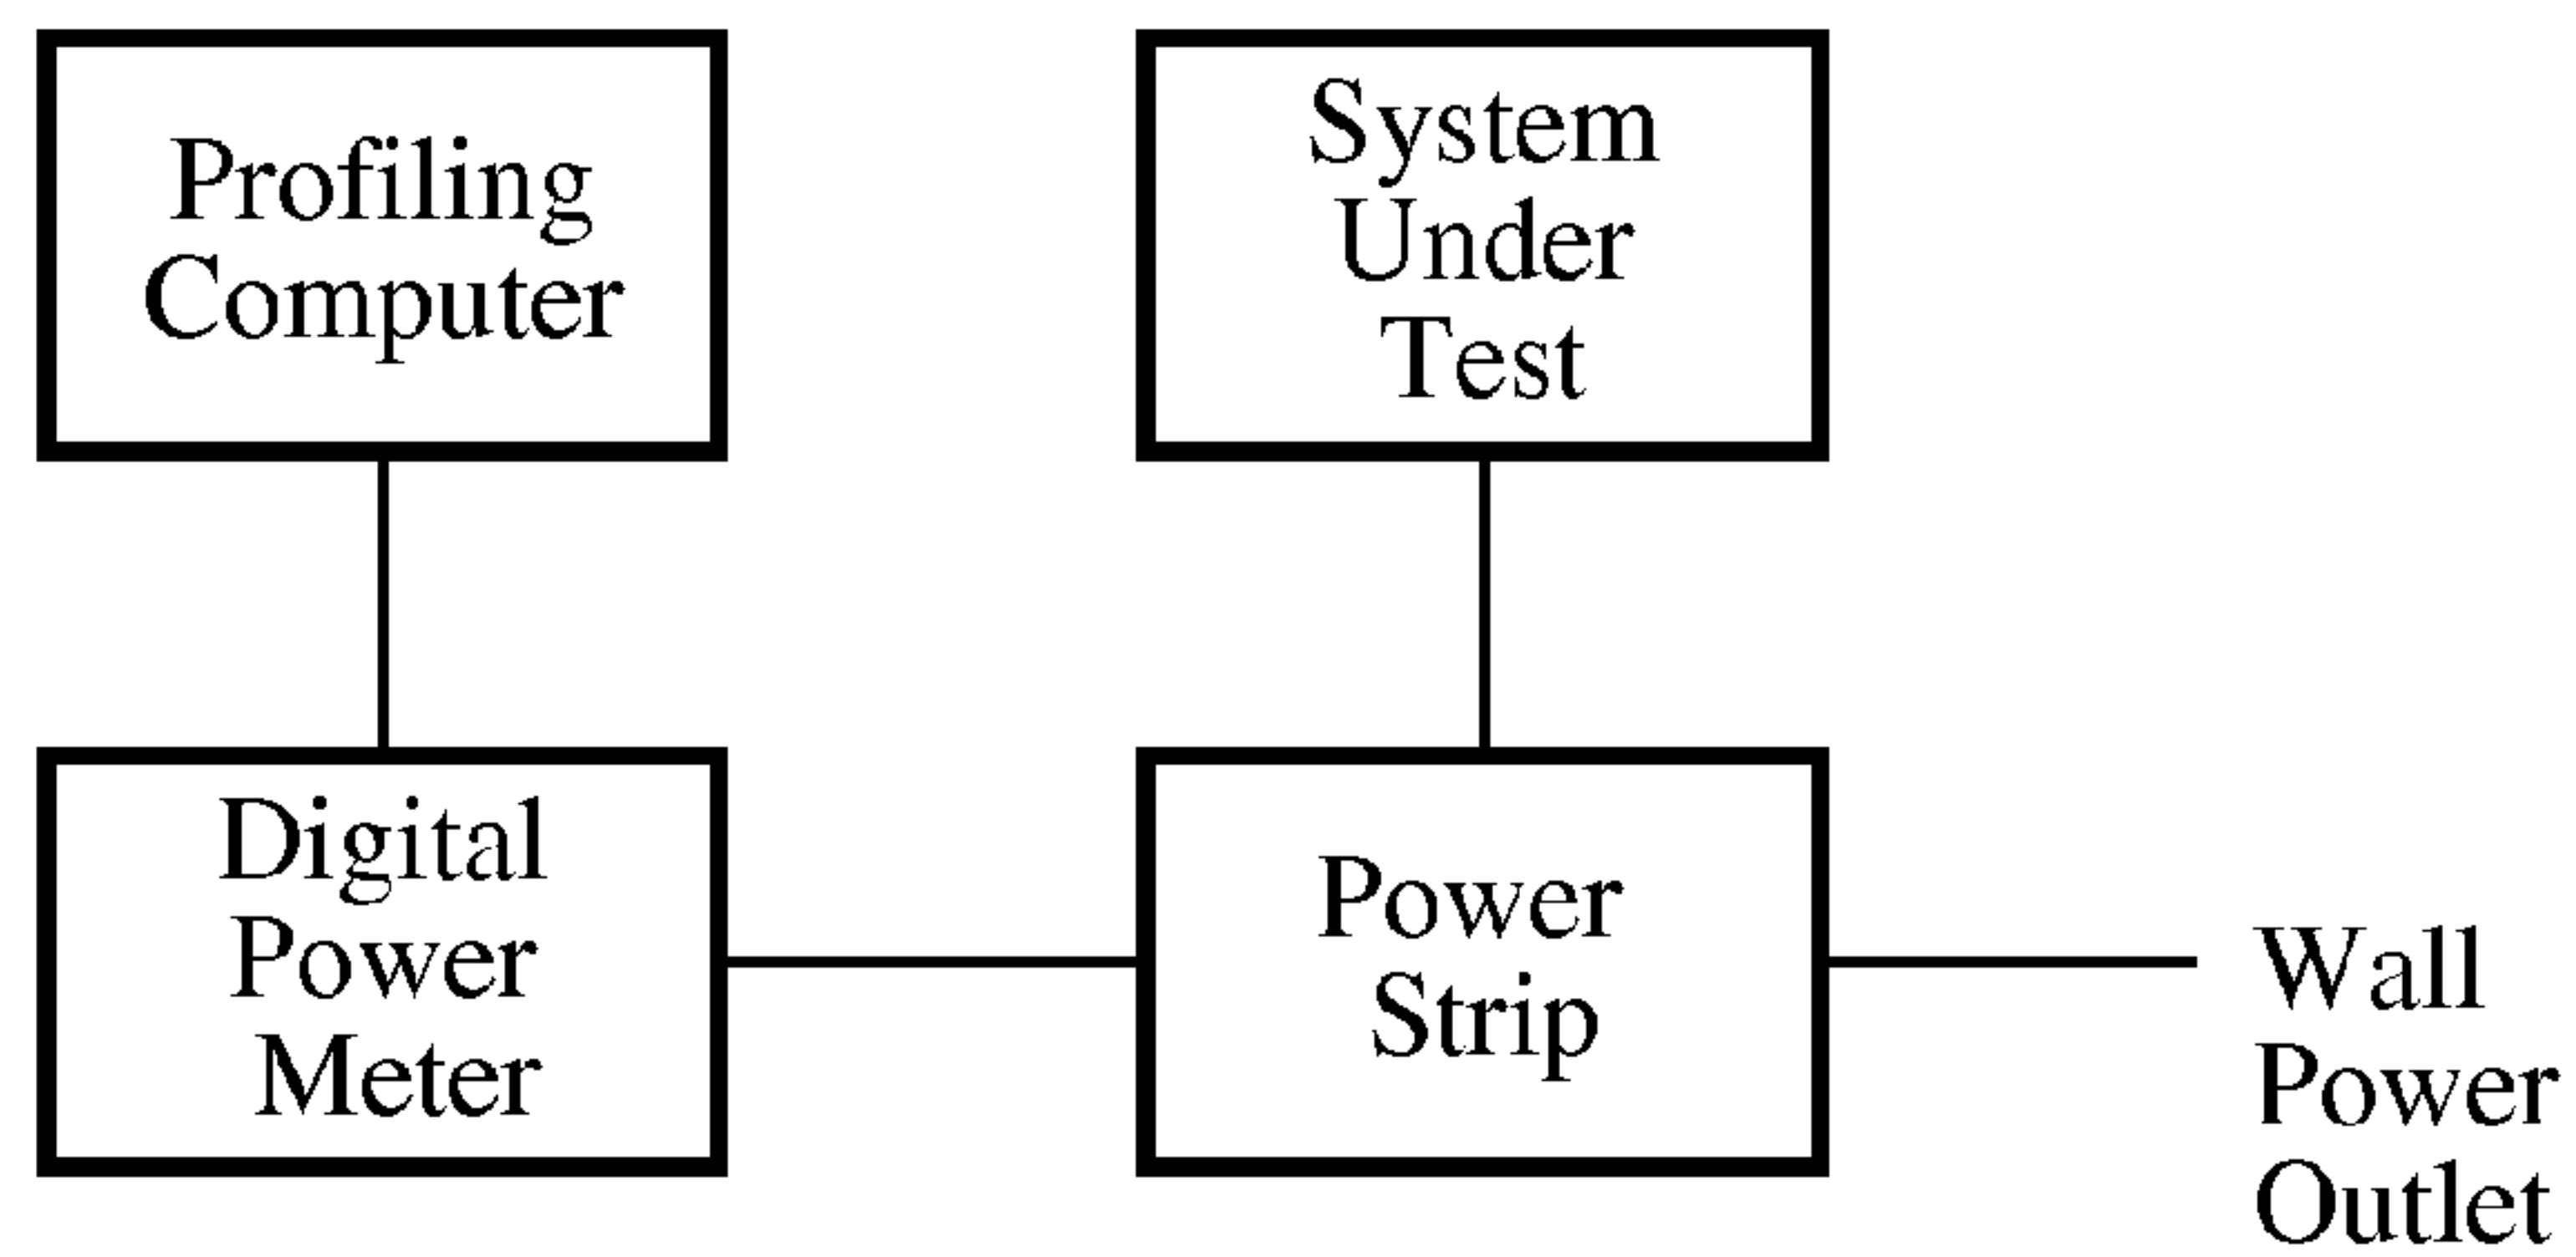 Profiling
Computer
System
Under
Test
Digital
Power
Meter
Power
Strip
Wall
Power
Outlet